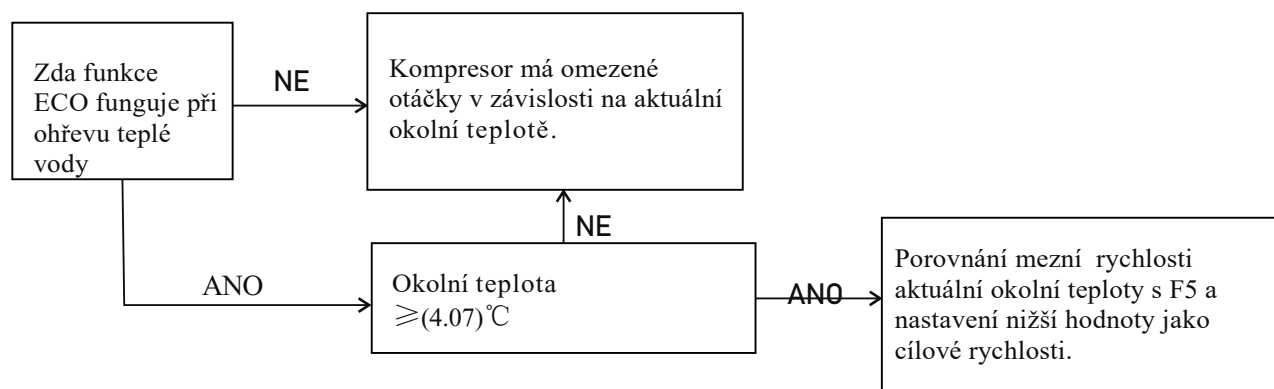 Zda funkce
ECO funguje při
ohřevu teplé
vody
NE
Kompresor má omezené
otáčky v závislosti na aktuální
okolní teplotě.
NE
ANO
Okolní teplota
≥(4.07)℃
ANO
Porovnání mezní rychlosti
aktuální okolní teploty s F5 a
nastavení nižší hodnoty jako
cílové rychlosti.